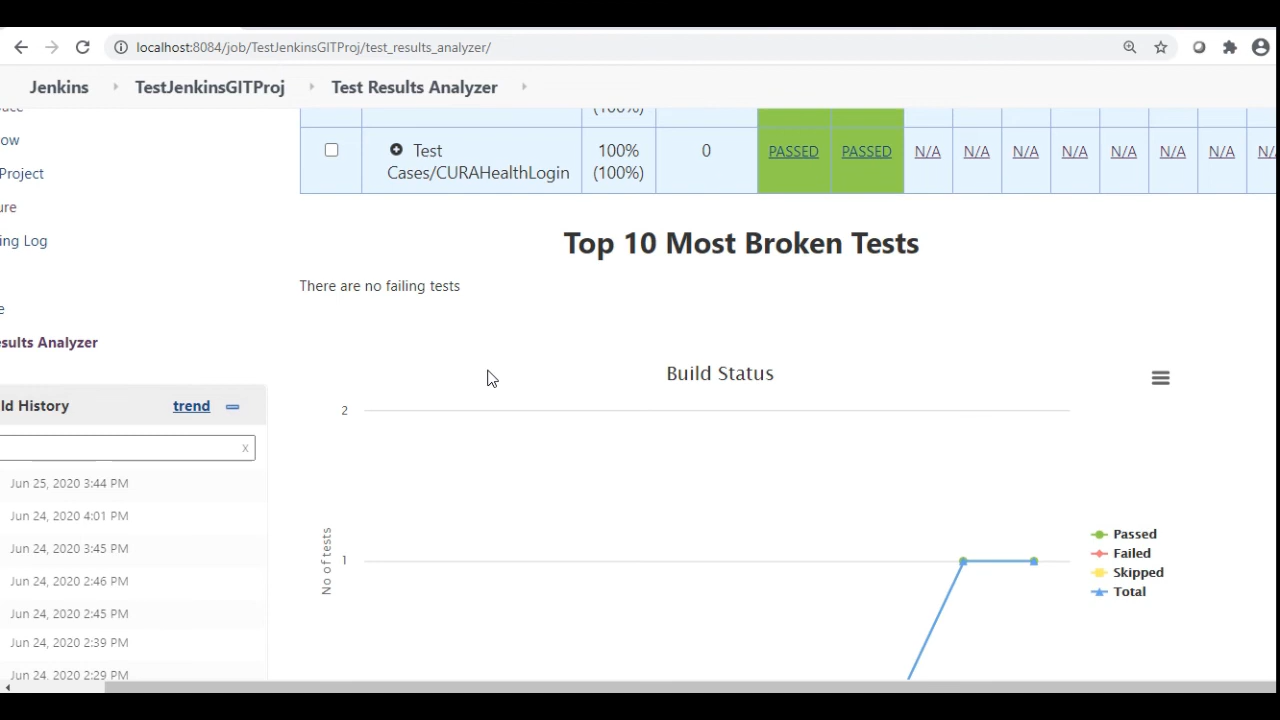 localhost:8084/job/TestJenkinsGITProj/test_results_analyzer/
Jenkins TestJenkinsGITProj Test Results Analyzer
ow
Project
ure
ing Log
e
esults Analyzer
ld History trend
x
Jun 25, 2020 3:44 PM
Jun 24, 2020 4:01 PM
Jun 24, 2020 3:45 PM
Jun 24, 2020 2:46 PM
Jun 24, 2020 2:45 PM
Jun 24, 2020 2:39 PM
Jun 24, 2020 2:29 PM
(100%)
Test 100% 0 PASSED PASSED N/A N/A N/A N/A N/A N/A N/A N/
Cases/CURAHealthLogin (100%)
Top 10 Most Broken Tests
There are no failing tests
Build Status
2
1
No of tests
Passed
Failed
Skipped
Total